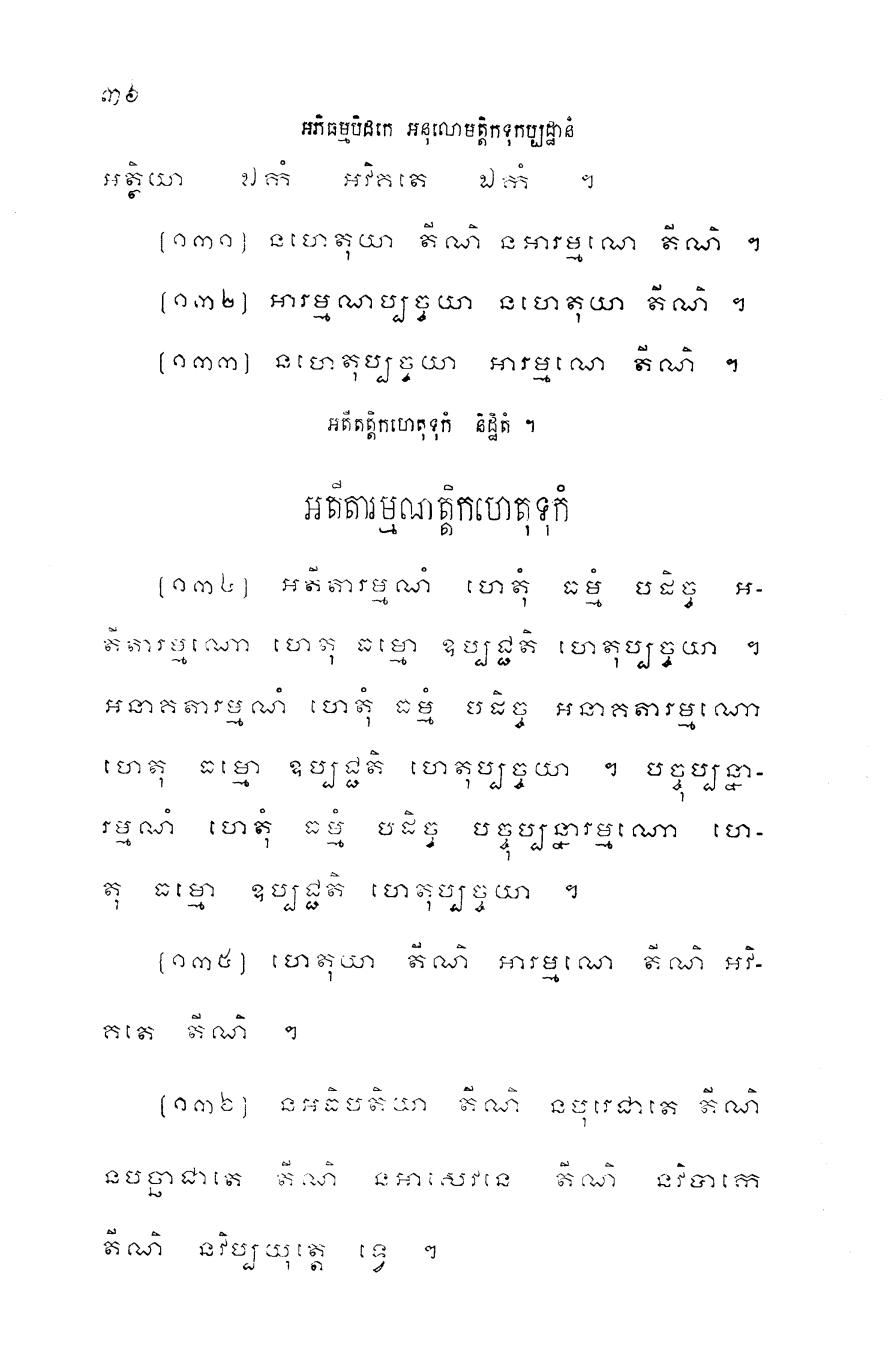 ៣៦
អភិធម្មបិដកេ អនុលោមត្តិកទុកប្បដ្ឋានំ
អត្ថិយា ឯកំ អវិគតេ ឯកំ ។
[១៣១] នហេតុយា តីណិ នអារម្មណេ តីណិ ។
[១៣២] អារម្មណប្បច្ចយា នហេតុយា តីណិ ។
[១៣៣] នហេតុប្បច្ចយា អារម្មណេ តីណិ ។
អតីតត្តិកហេតុទុកំ និដ្ឋិតំ ។
អតីតារម្មណត្តិកហេតុទុកំ
[១៣៤] អតីតារម្មណំ ហេតុំ ធម្មំ បដិច្ច អ-
តីតារម្មណោ ហេតុ ធម្មោ ឧប្បជ្ជតិ ហេតុប្បច្ចយា ។
អនាគតារម្មណំ ហេតុំ ធម្មំ បដិច្ច អនាគតារម្មណោ
ហេតុ ធម្មោ ឧប្បជ្ជតិ ហេតុប្បច្ចយា ។ បច្ចុប្បន្នា-
រម្មណំ ហេតុំ ធម្មំ បដិច្ច បច្ចុប្បន្នារម្មណោ ហេ-
តុ ធម្មោ ឧប្បជ្ជតិ ហេតុប្បច្ចយា ។
[១៣៥] ហេតុយា តីណិ អារម្មណេ តីណិ អវិ-
គតេ តីណិ ។
[១៣៦] នអធិបតិយា តីណិ នបុរេជាតេ តីណិ
នបច្ឆាជាតេ តីណិ នអាសេវនេ តីណិ នវិបាកេ
តីណិ នវិប្បយុត្តេ ទ្វេ ។